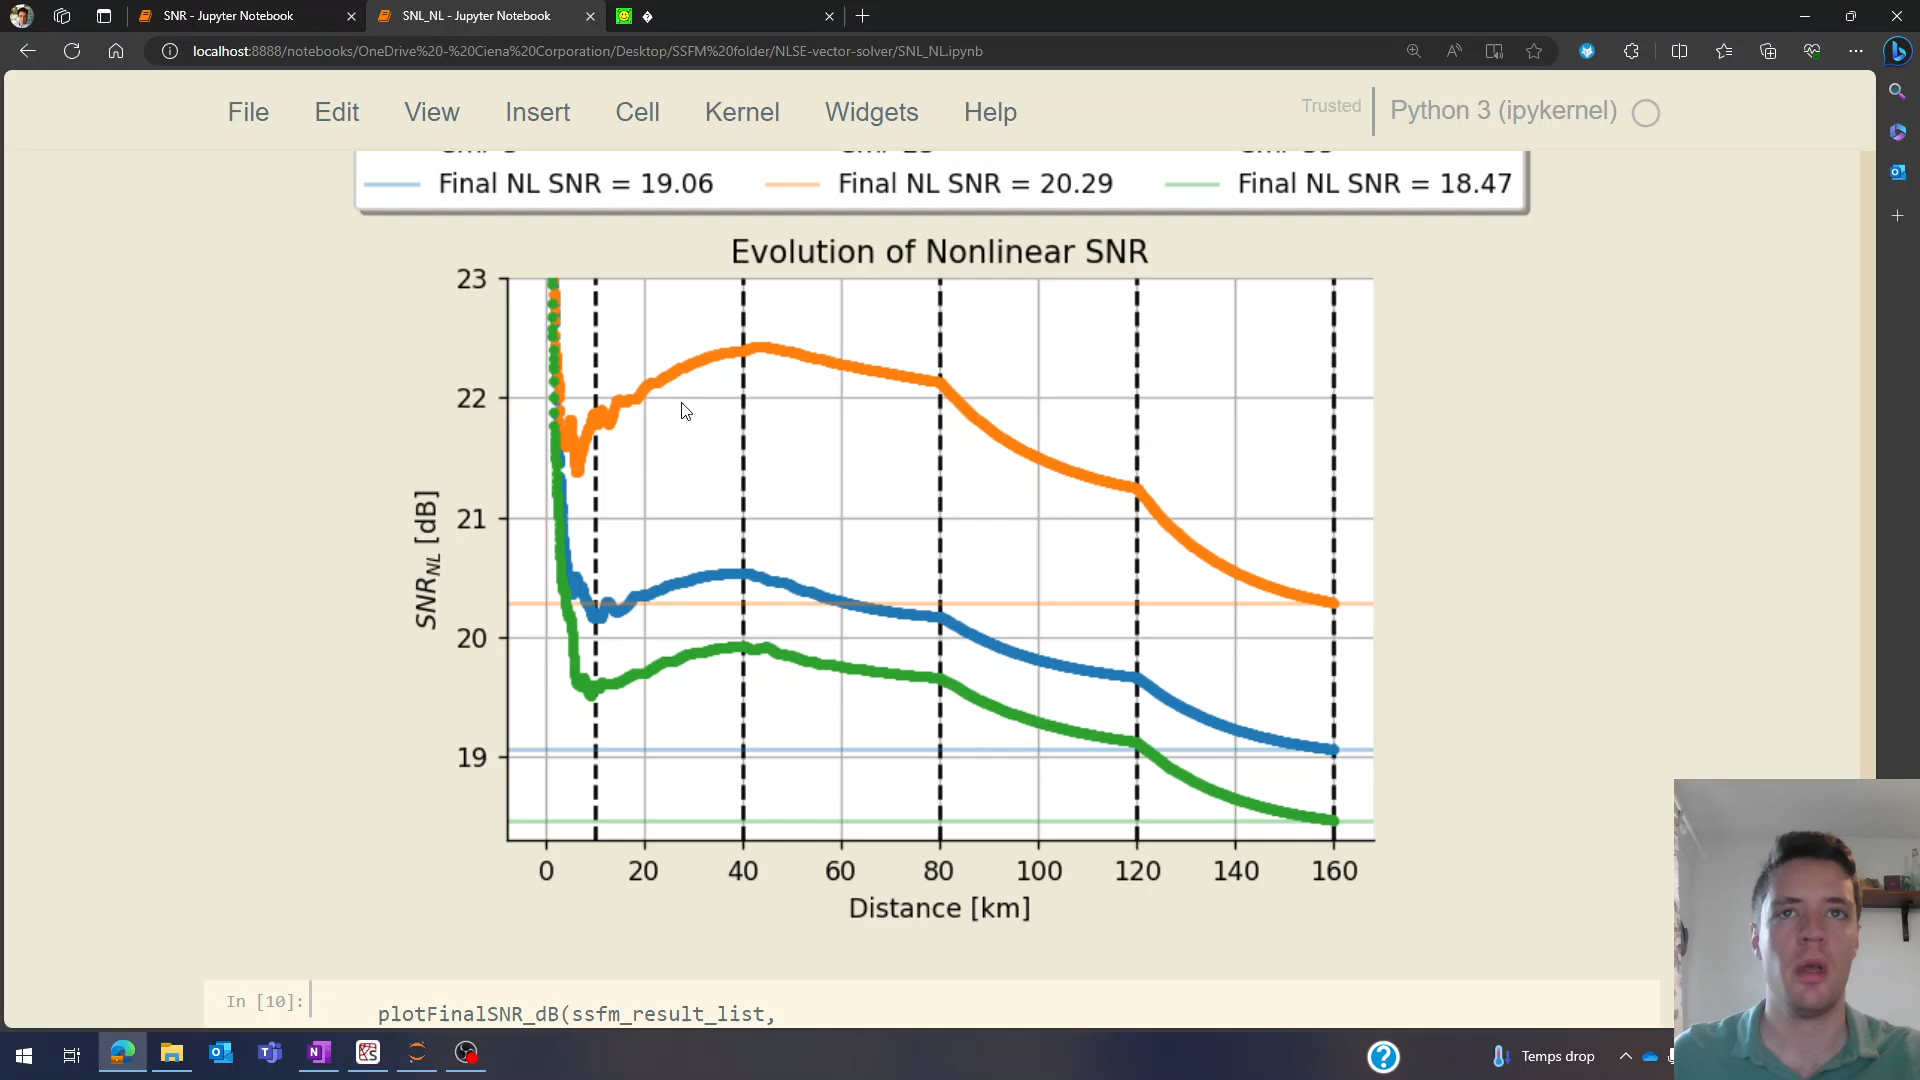 SNR - Jupyter Notebook
SNL_NL - Jupyter Notebook
localhost:8888/notebooks/OneDrive%20-%20Ciena%20Corporation/Desktop/SSFM%20folder/NLSE-vector-solver/SNL_NL.ipynb
File Edit View Insert Cell Kernel Widgets Help
Trusted
Python 3 (ipykernel)
Final NL SNR = 19.06 Final NL SNR = 20.29 Final NL SNR = 18.47
Evolution of Nonlinear SNR
23
22
21
20
19
SNR_NL [dB]
0 20 40 60 80 100 120 140 160
Distance [km]
In [10]:
plotFinalSNR_dB(ssfm_result_list,
Temps drop